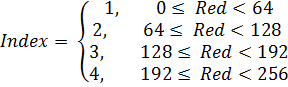 Index = { 1, 0 ≤ Red < 64
2, 64 ≤ Red < 128
3, 128 ≤ Red < 192
4, 192 ≤ Red < 256